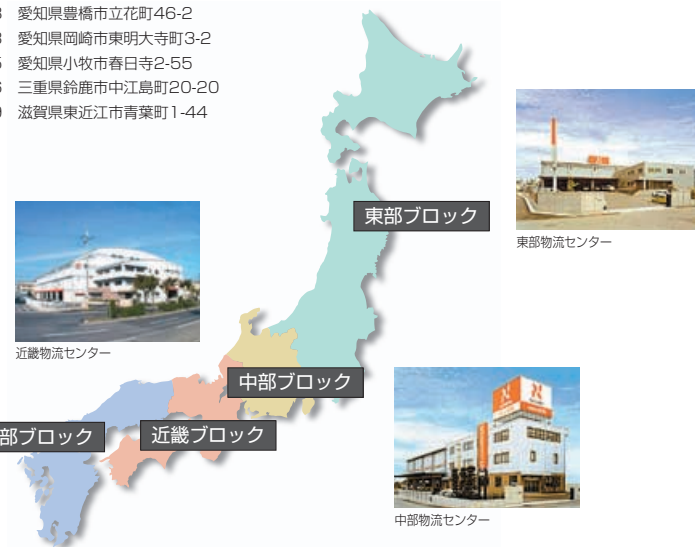 愛知県豊橋市立花町46-2
愛知県岡崎市東明大寺町3-2
愛知県小牧市春日寺2-55
三重県鈴鹿市中江島町20-20
滋賀県東近江市青葉町1-44
東部ブロック
東部物流センター
近畿物流センター
中部ブロック
部ブロック
近畿ブロック
中部物流センター